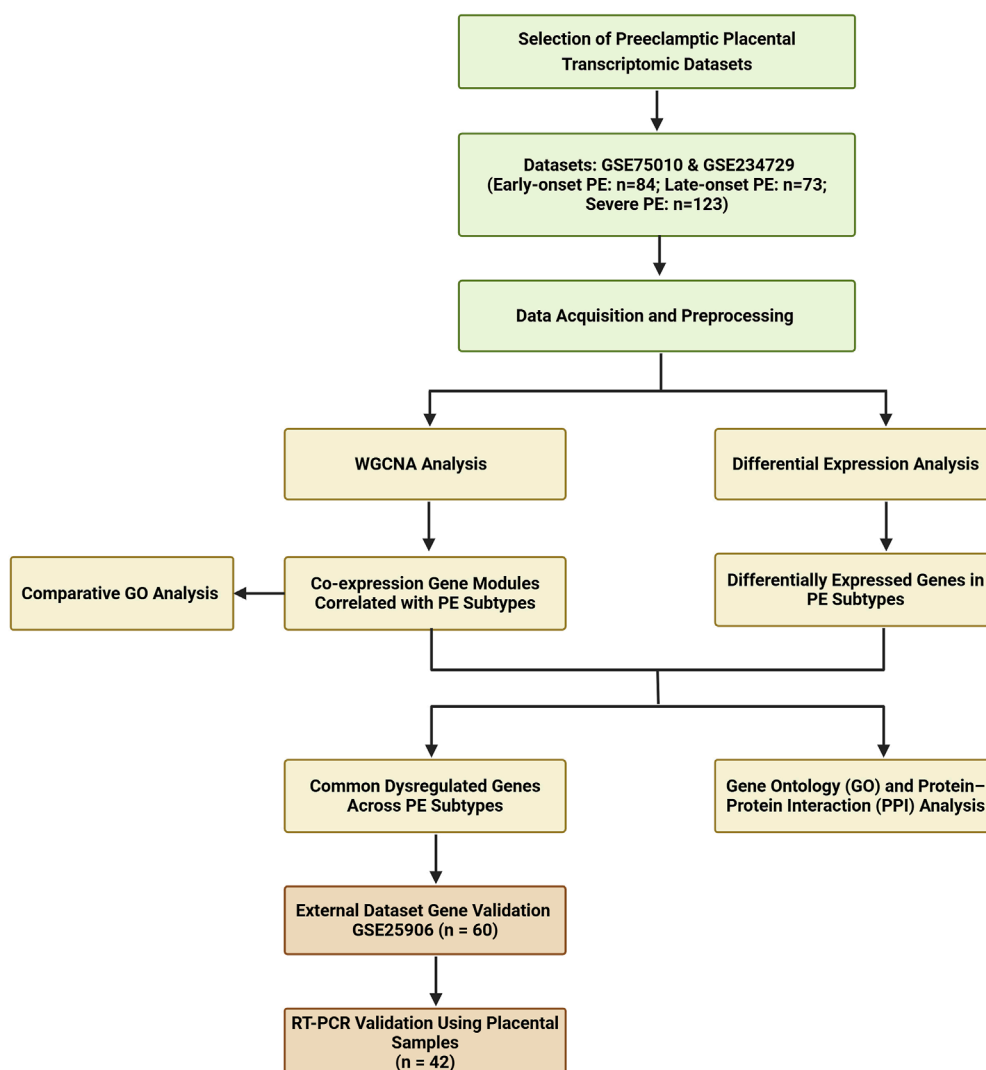 Selection of Preeclamptic Placental
Transcriptomic Datasets
Datasets: GSE75010 & GSE234729
(Early-onset PE: n=84; Late-onset PE: n=73;
Severe PE: n=123)
Data Acquisition and Preprocessing
WGCNA Analysis
Differential Expression Analysis
Comparative GO Analysis
Co-expression Gene Modules
Correlated with PE Subtypes
Differentially Expressed Genes in
PE Subtypes
Common Dysregulated Genes
Across PE Subtypes
Gene Ontology (GO) and Protein–
Protein Interaction (PPI) Analysis
External Dataset Gene Validation
GSE25906 (n = 60)
RT-PCR Validation Using Placental
Samples
(n = 42)